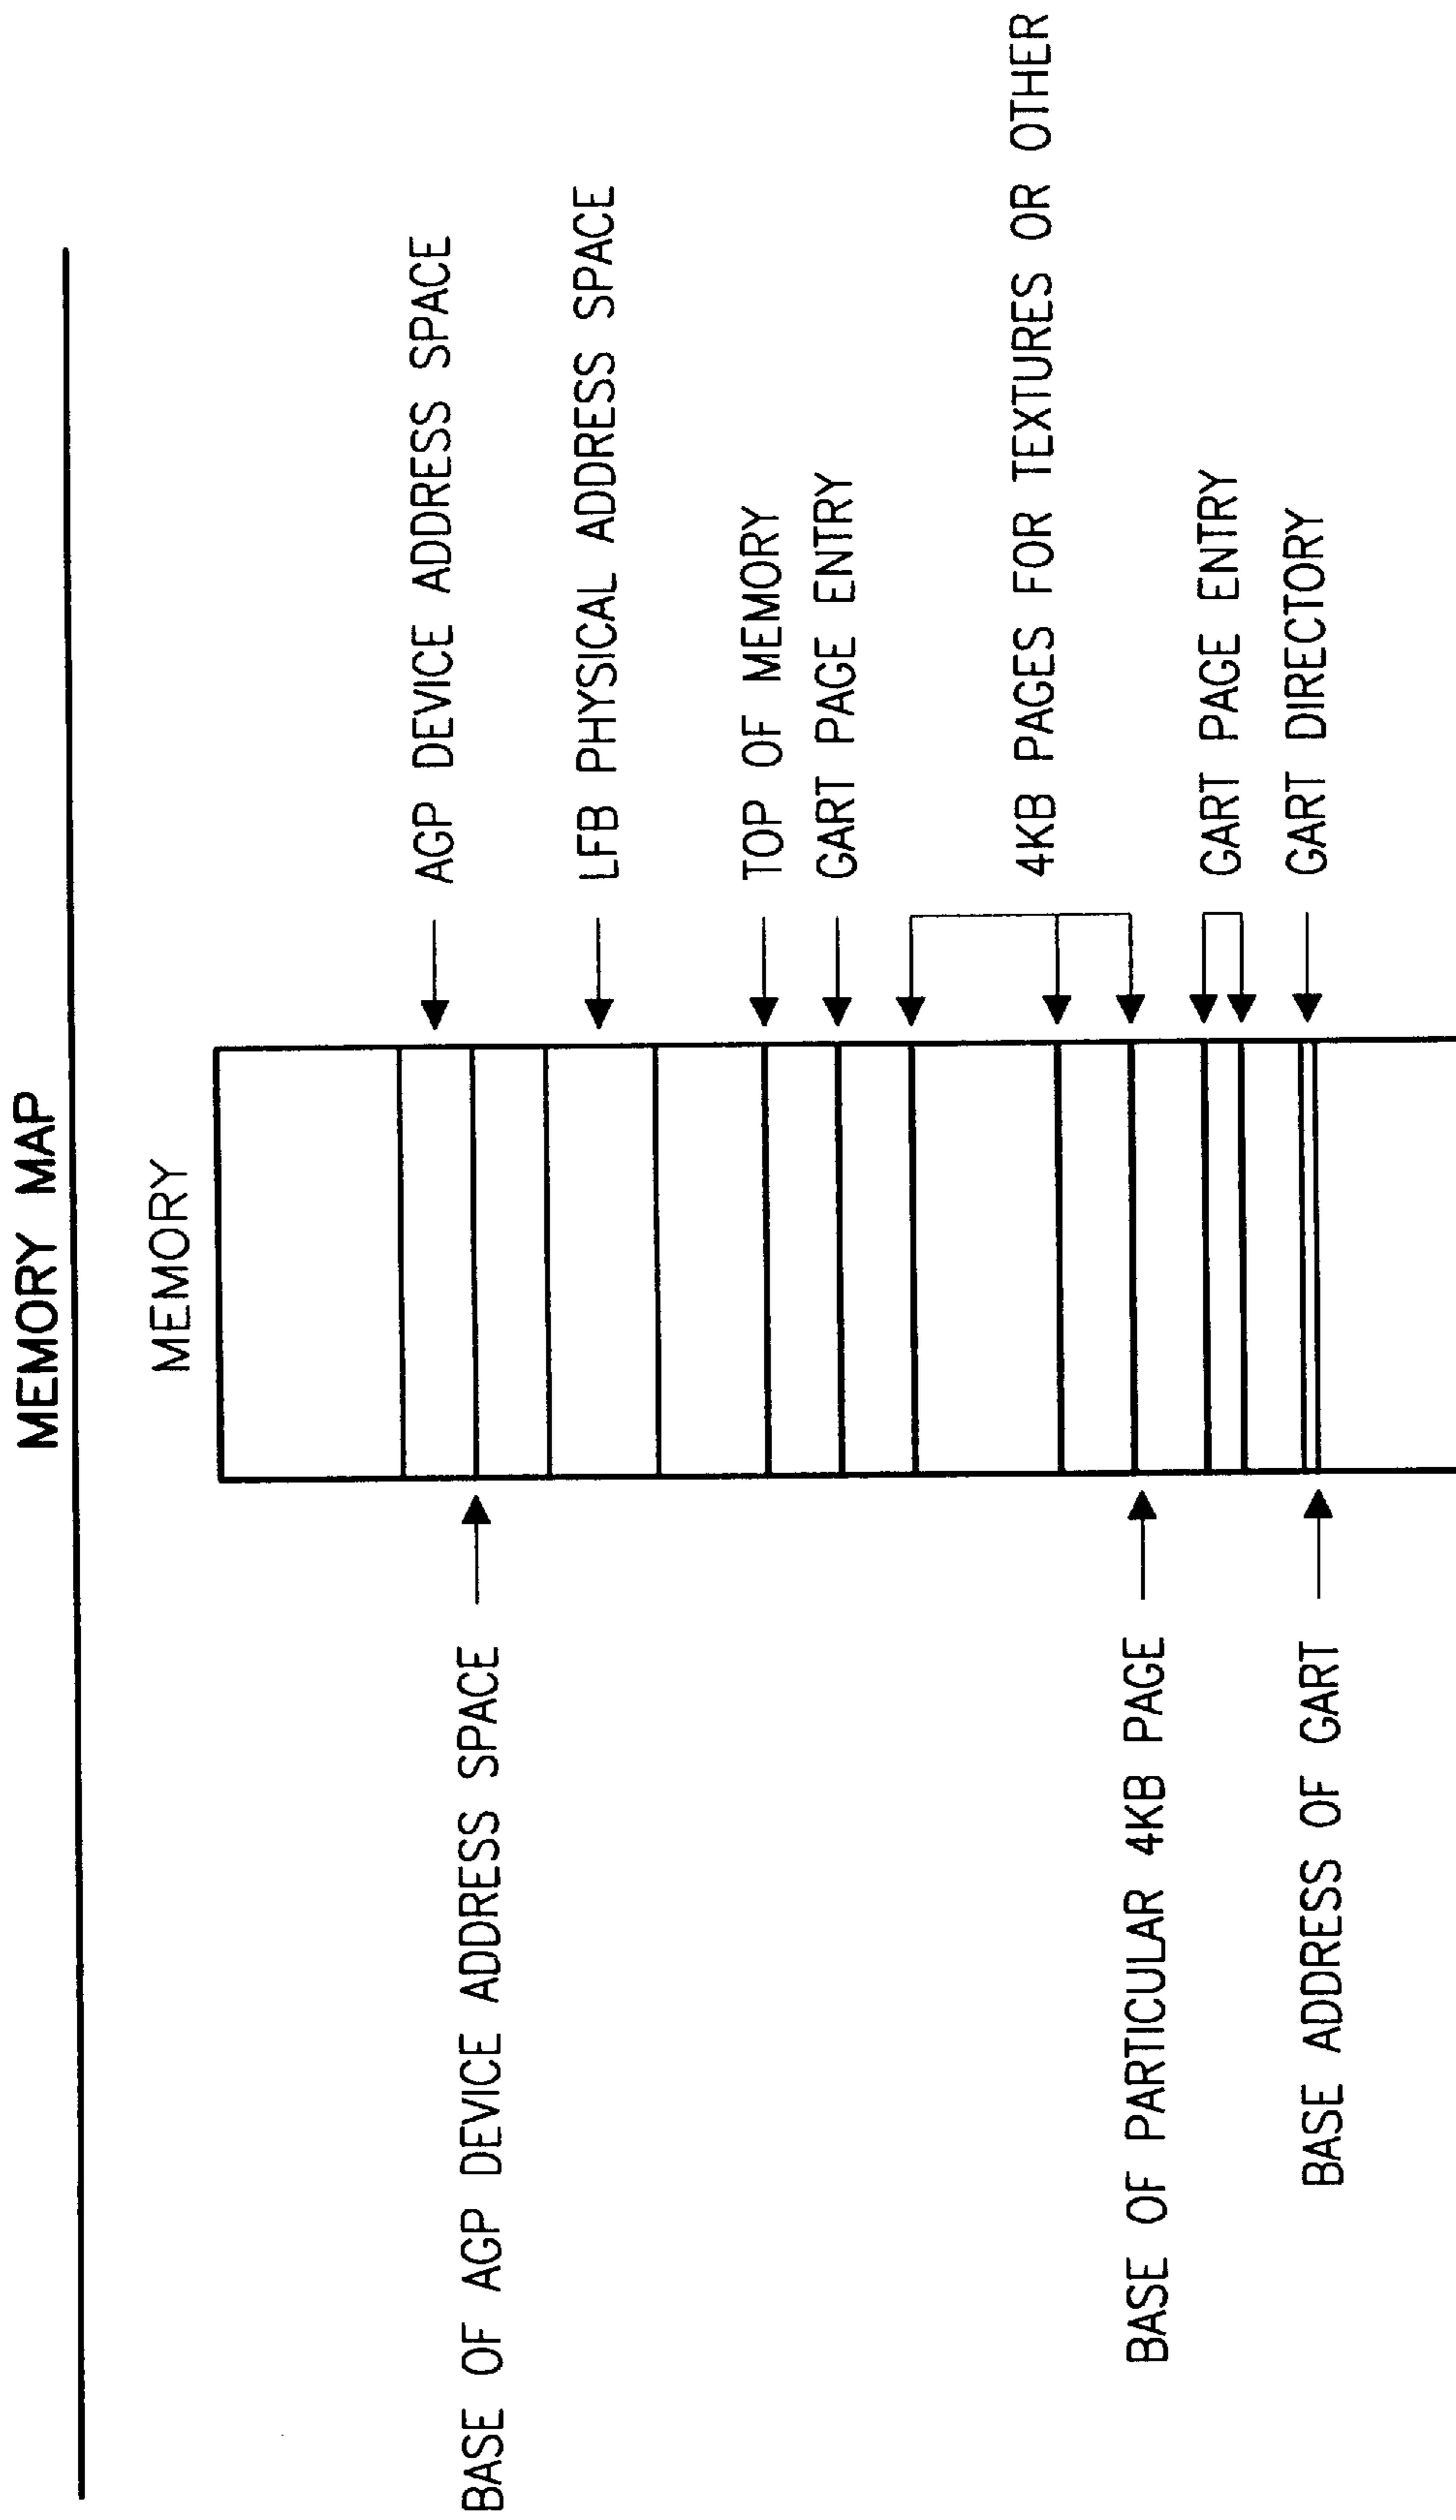 MEMORY MAP
MEMORY
AGP DEVICE ADDRESS SPACE
BASE OF AGP DEVICE ADDRESS SPACE
LFB PHYSICAL ADDRESS SPACE
TOP OF MEMORY
GART PAGE ENTRY
4KB PAGES FOR TEXTURES OR OTHER
BASE OF PARTICULAR 4KB PAGE
GART PAGE ENTRY
GART DIRECTORY
BASE ADDRESS OF GART